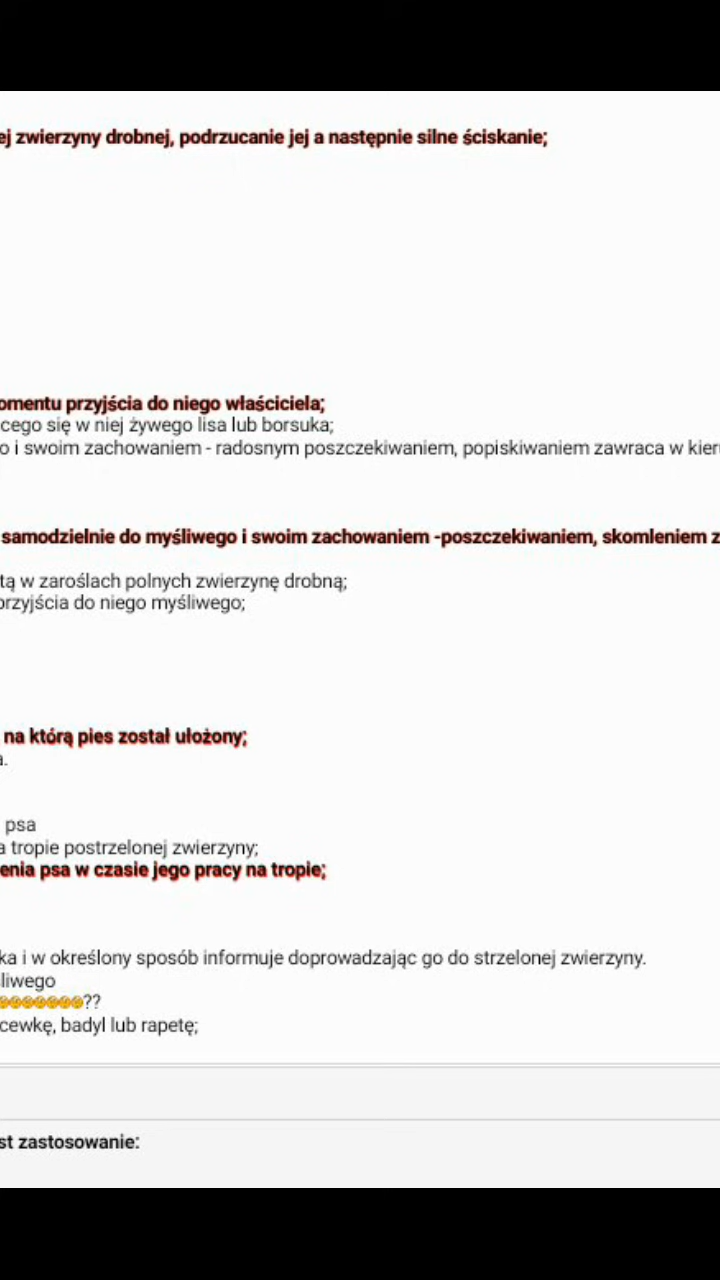 ej zwierzyny drobnej, podrzucanie jej a następnie silne ściskanie;
omentu przyjścia do niego właściciela;
cego się w niej żywego lisa lub borsuka;
o i swoim zachowaniem - radosnym poszczekiwaniem, popiskiwaniem zawraca w kieru
samodzielnie do myśliwego i swoim zachowaniem -poszczekiwaniem, skomleniem z
tą w zaroślach polnych zwierzynę drobną;
przyjścia do niego myśliwego;
na którą pies został ułożony;
a.
psa
a tropie postrzelonej zwierzyny;
enia psa w czasie jego pracy na tropie;
ka i w określony sposób informuje doprowadzając go do strzelonej zwierzyny.
liwego
??
cewkę, badyl lub rapetę;
st zastosowanie: